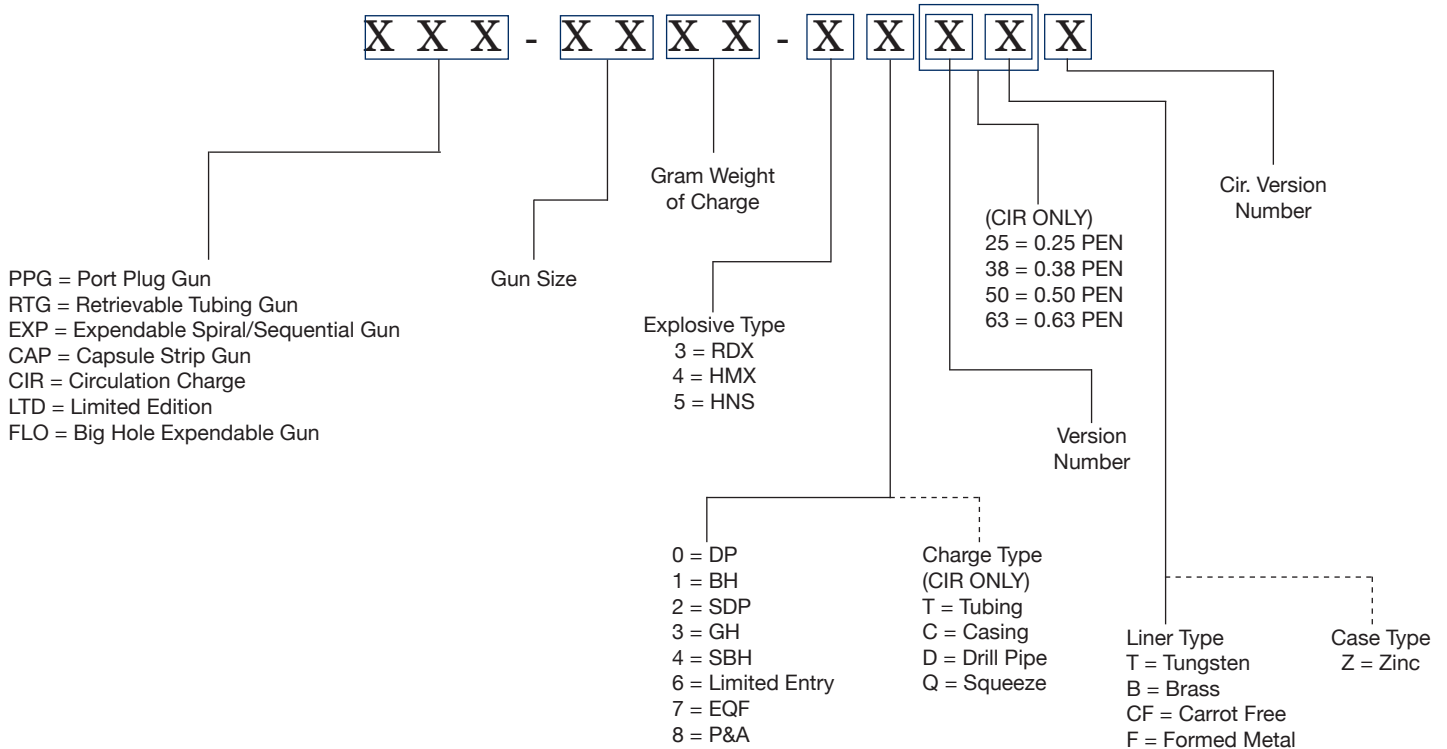 X X X - X X X X - X X X X X
PPG = Port Plug Gun
RTG = Retrievable Tubing Gun
EXP = Expendable Spiral/Sequential Gun
CAP = Capsule Strip Gun
CIR = Circulation Charge
LTD = Limited Edition
FLO = Big Hole Expendable Gun
Gun Size
Gram Weight
of Charge
Explosive Type
3 = RDX
4 = HMX
5 = HNS
0 = DP
1 = BH
2 = SDP
3 = GH
4 = SBH
6 = Limited Entry
7 = EQF
8 = P&A
Charge Type
(CIR ONLY)
T = Tubing
C = Casing
D = Drill Pipe
Q = Squeeze
(CIR ONLY)
25 = 0.25 PEN
38 = 0.38 PEN
50 = 0.50 PEN
63 = 0.63 PEN
Version
Number
Liner Type
T = Tungsten
B = Brass
CF = Carrot Free
F = Formed Metal
Case Type
Z = Zinc
Cir. Version
Number